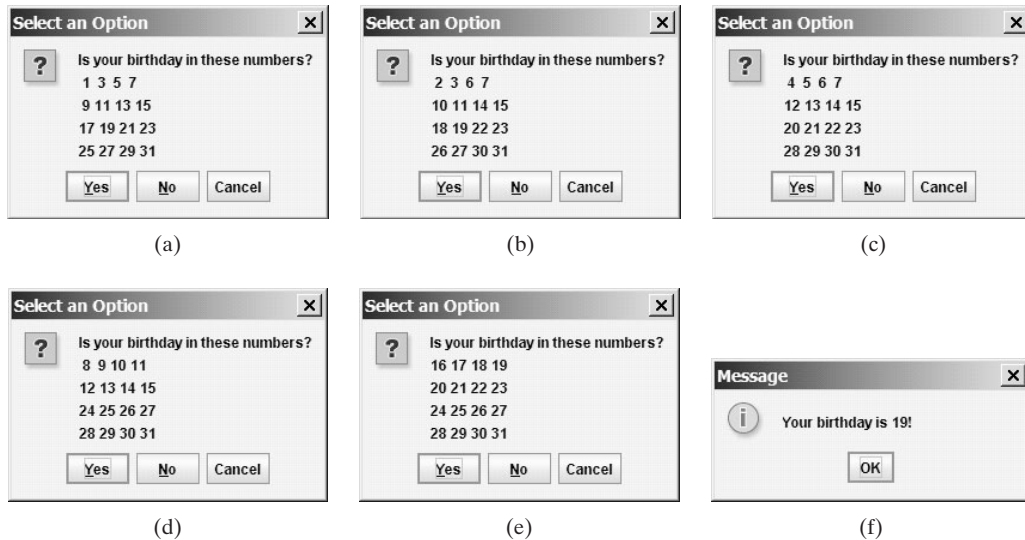 Select an Option
Is your birthday in these numbers?
1 3 5 7
9 11 13 15
17 19 21 23
25 27 29 31
Yes No Cancel
(a)
Select an Option
Is your birthday in these numbers?
2 3 6 7
10 11 14 15
18 19 22 23
26 27 30 31
Yes No Cancel
(b)
Select an Option
Is your birthday in these numbers?
4 5 6 7
12 13 14 15
20 21 22 23
28 29 30 31
Yes No Cancel
(c)
Select an Option
Is your birthday in these numbers?
8 9 10 11
12 13 14 15
24 25 26 27
28 29 30 31
Yes No Cancel
(d)
Select an Option
Is your birthday in these numbers?
16 17 18 19
20 21 22 23
24 25 26 27
28 29 30 31
Yes No Cancel
(e)
Message
Your birthday is 19!
OK
(f)